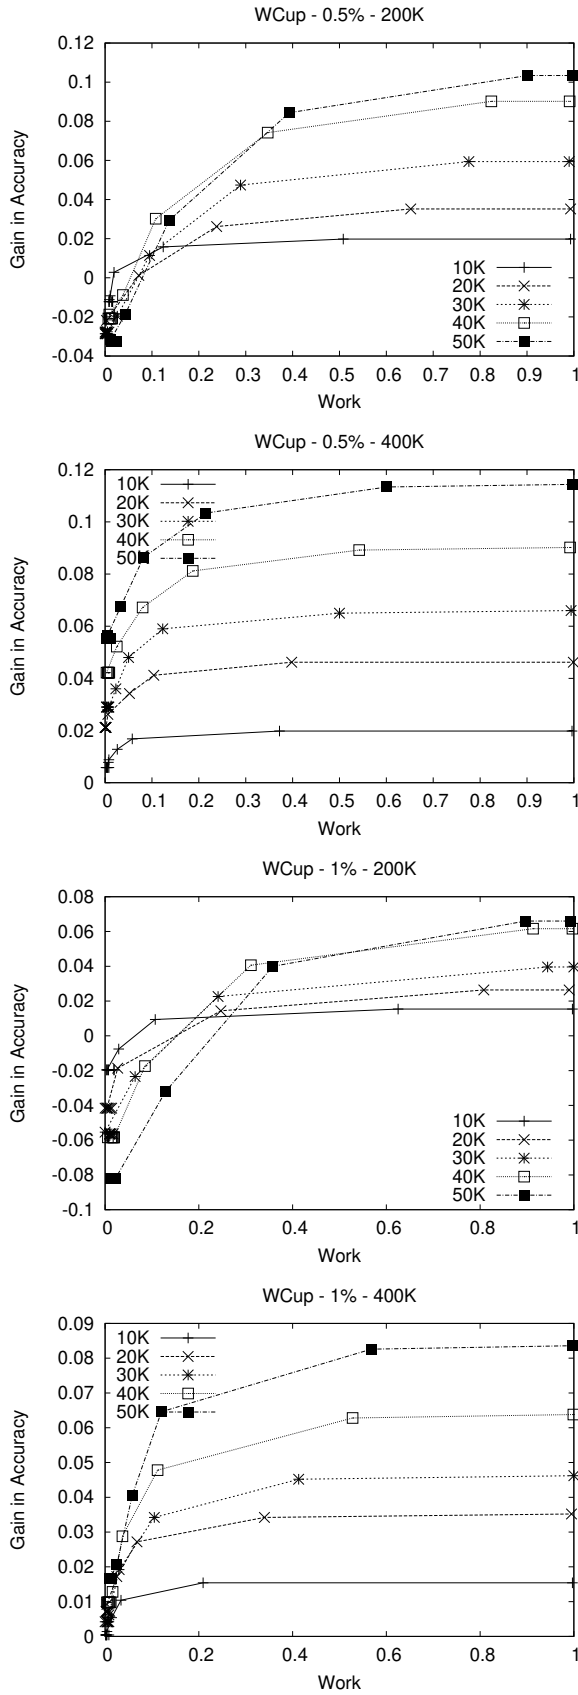 WCup - 0.5% - 200K
0.12
0.1
0.08
0.06
0.04
0.02
0
-0.02
-0.04
Gain in Accuracy
10K
20K
30K
40K
50K
0 0.1 0.2 0.3 0.4 0.5 0.6 0.7 0.8 0.9 1
Work
WCup - 0.5% - 400K
0.12
0.1
0.08
0.06
0.04
0.02
0
Gain in Accuracy
10K
20K
30K
40K
50K
0 0.1 0.2 0.3 0.4 0.5 0.6 0.7 0.8 0.9 1
Work
WCup - 1% - 200K
0.08
0.06
0.04
0.02
0
-0.02
-0.04
-0.06
-0.08
-0.1
Gain in Accuracy
10K
20K
30K
40K
50K
0 0.2 0.4 0.6 0.8 1
Work
WCup - 1% - 400K
0.09
0.08
0.07
0.06
0.05
0.04
0.03
0.02
0.01
0
Gain in Accuracy
10K
20K
30K
40K
50K
0 0.2 0.4 0.6 0.8 1
Work